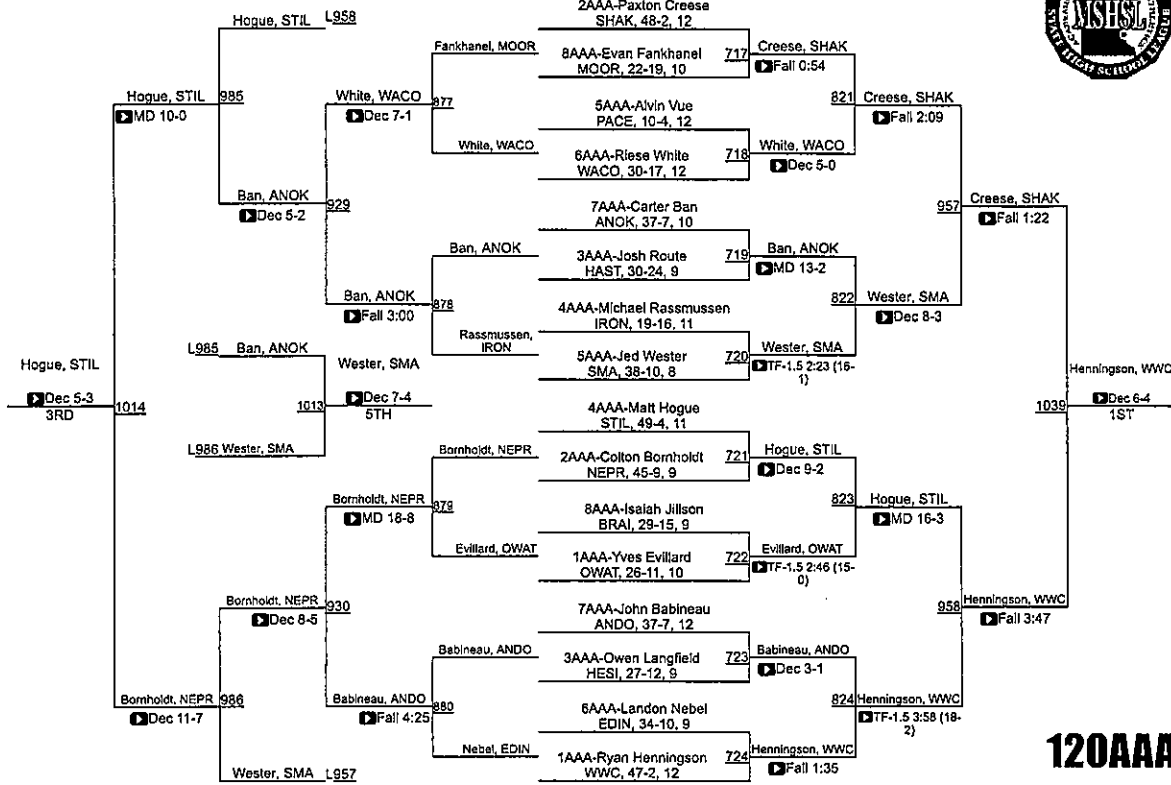 2AAA-Paxton Creese
SHAK, 48-2, 12
8AAA-Evan Fankhanel
MOOR, 22-19, 10
5AAA-Alvin Vue
PACE, 10-4, 12
6AAA-Riese White
WACO, 30-17, 12
7AAA-Carter Ban
ANOK, 37-7, 10
3AAA-Josh Route
HAST, 30-24, 9
4AAA-Michael Rassmussen
IRON, 19-16, 11
5AAA-Jed Wester
SMA, 38-10, 8
4AAA-Matt Hogue
STIL, 49-4, 11
2AAA-Colton Bornholdt
NEPR, 45-9, 9
8AAA-Isaiah Jillson
BRAI, 29-15, 9
1AAA-Yves Evillard
OWAT, 26-11, 10
7AAA-John Babineau
ANDO, 37-7, 12
3AAA-Owen Langfield
HESI, 27-12, 9
6AAA-Landon Nebel
EDIN, 34-10, 9
1AAA-Ryan Henningson
WWC, 47-2, 12
717 Creese, SHAK
Fall 0:54
718 White, WACO
Dec 5-0
719 Ban, ANOK
MD 13-2
720 Wester, SMA
TF-1.5 2:23 (16-
1)
721 Hogue, STIL
Dec 9-2
722 Evillard, OWAT
TF-1.5 2:46 (15-
0)
723 Babineau, ANDO
Dec 3-1
724 Henningson, WWC
Fall 1:35
821 Creese, SHAK
Fall 2:09
822 Wester, SMA
Dec 8-3
823 Hogue, STIL
MD 16-3
824 Henningson, WWC
TF-1.5 3:58 (18-
2)
957 Creese, SHAK
Fall 1:22
958 Henningson, WWC
Fall 3:47
Henningson, WWC
1039 Dec 6-4
1ST
Fankhanel, MOOR
White, WACO
Ban, ANOK
Rassmussen,
IRON
Bornholdt, NEPR
Evillard, OWAT
Babineau, ANDO
Nebel, EDIN
White, WACO 877
Dec 7-1
Ban, ANOK 878
Fall 3:00
Bornholdt, NEPR 879
MD 18-8
Babineau, ANDO 880
Fall 4:25
Hogue, STIL L958
Ban, ANOK 929
Dec 5-2
Bornholdt, NEPR 930
Dec 8-5
Wester, SMA L957
Hogue, STIL 985
MD 10-0
Bornholdt, NEPR 986
Dec 11-7
L985 Ban, ANOK
L986 Wester, SMA
Wester, SMA
1013 Dec 7-4
5TH
Hogue, STIL
Dec 5-3 1014
3RD
MSHSL
STATE HIGH SCHOOL LEAGUE
120AAA